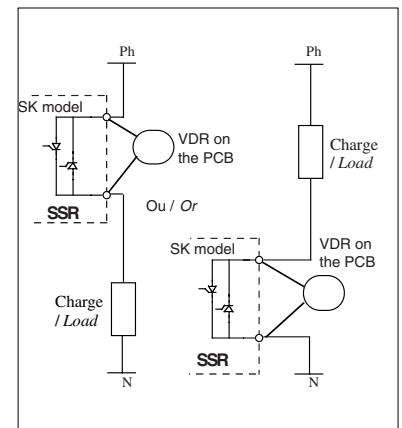 Ph
SK model
VDR on
the PCB
SSR
Ou / Or
Charge
/ Load
N
Ph
Charge
/ Load
SK model
VDR on
the PCB
SSR
N